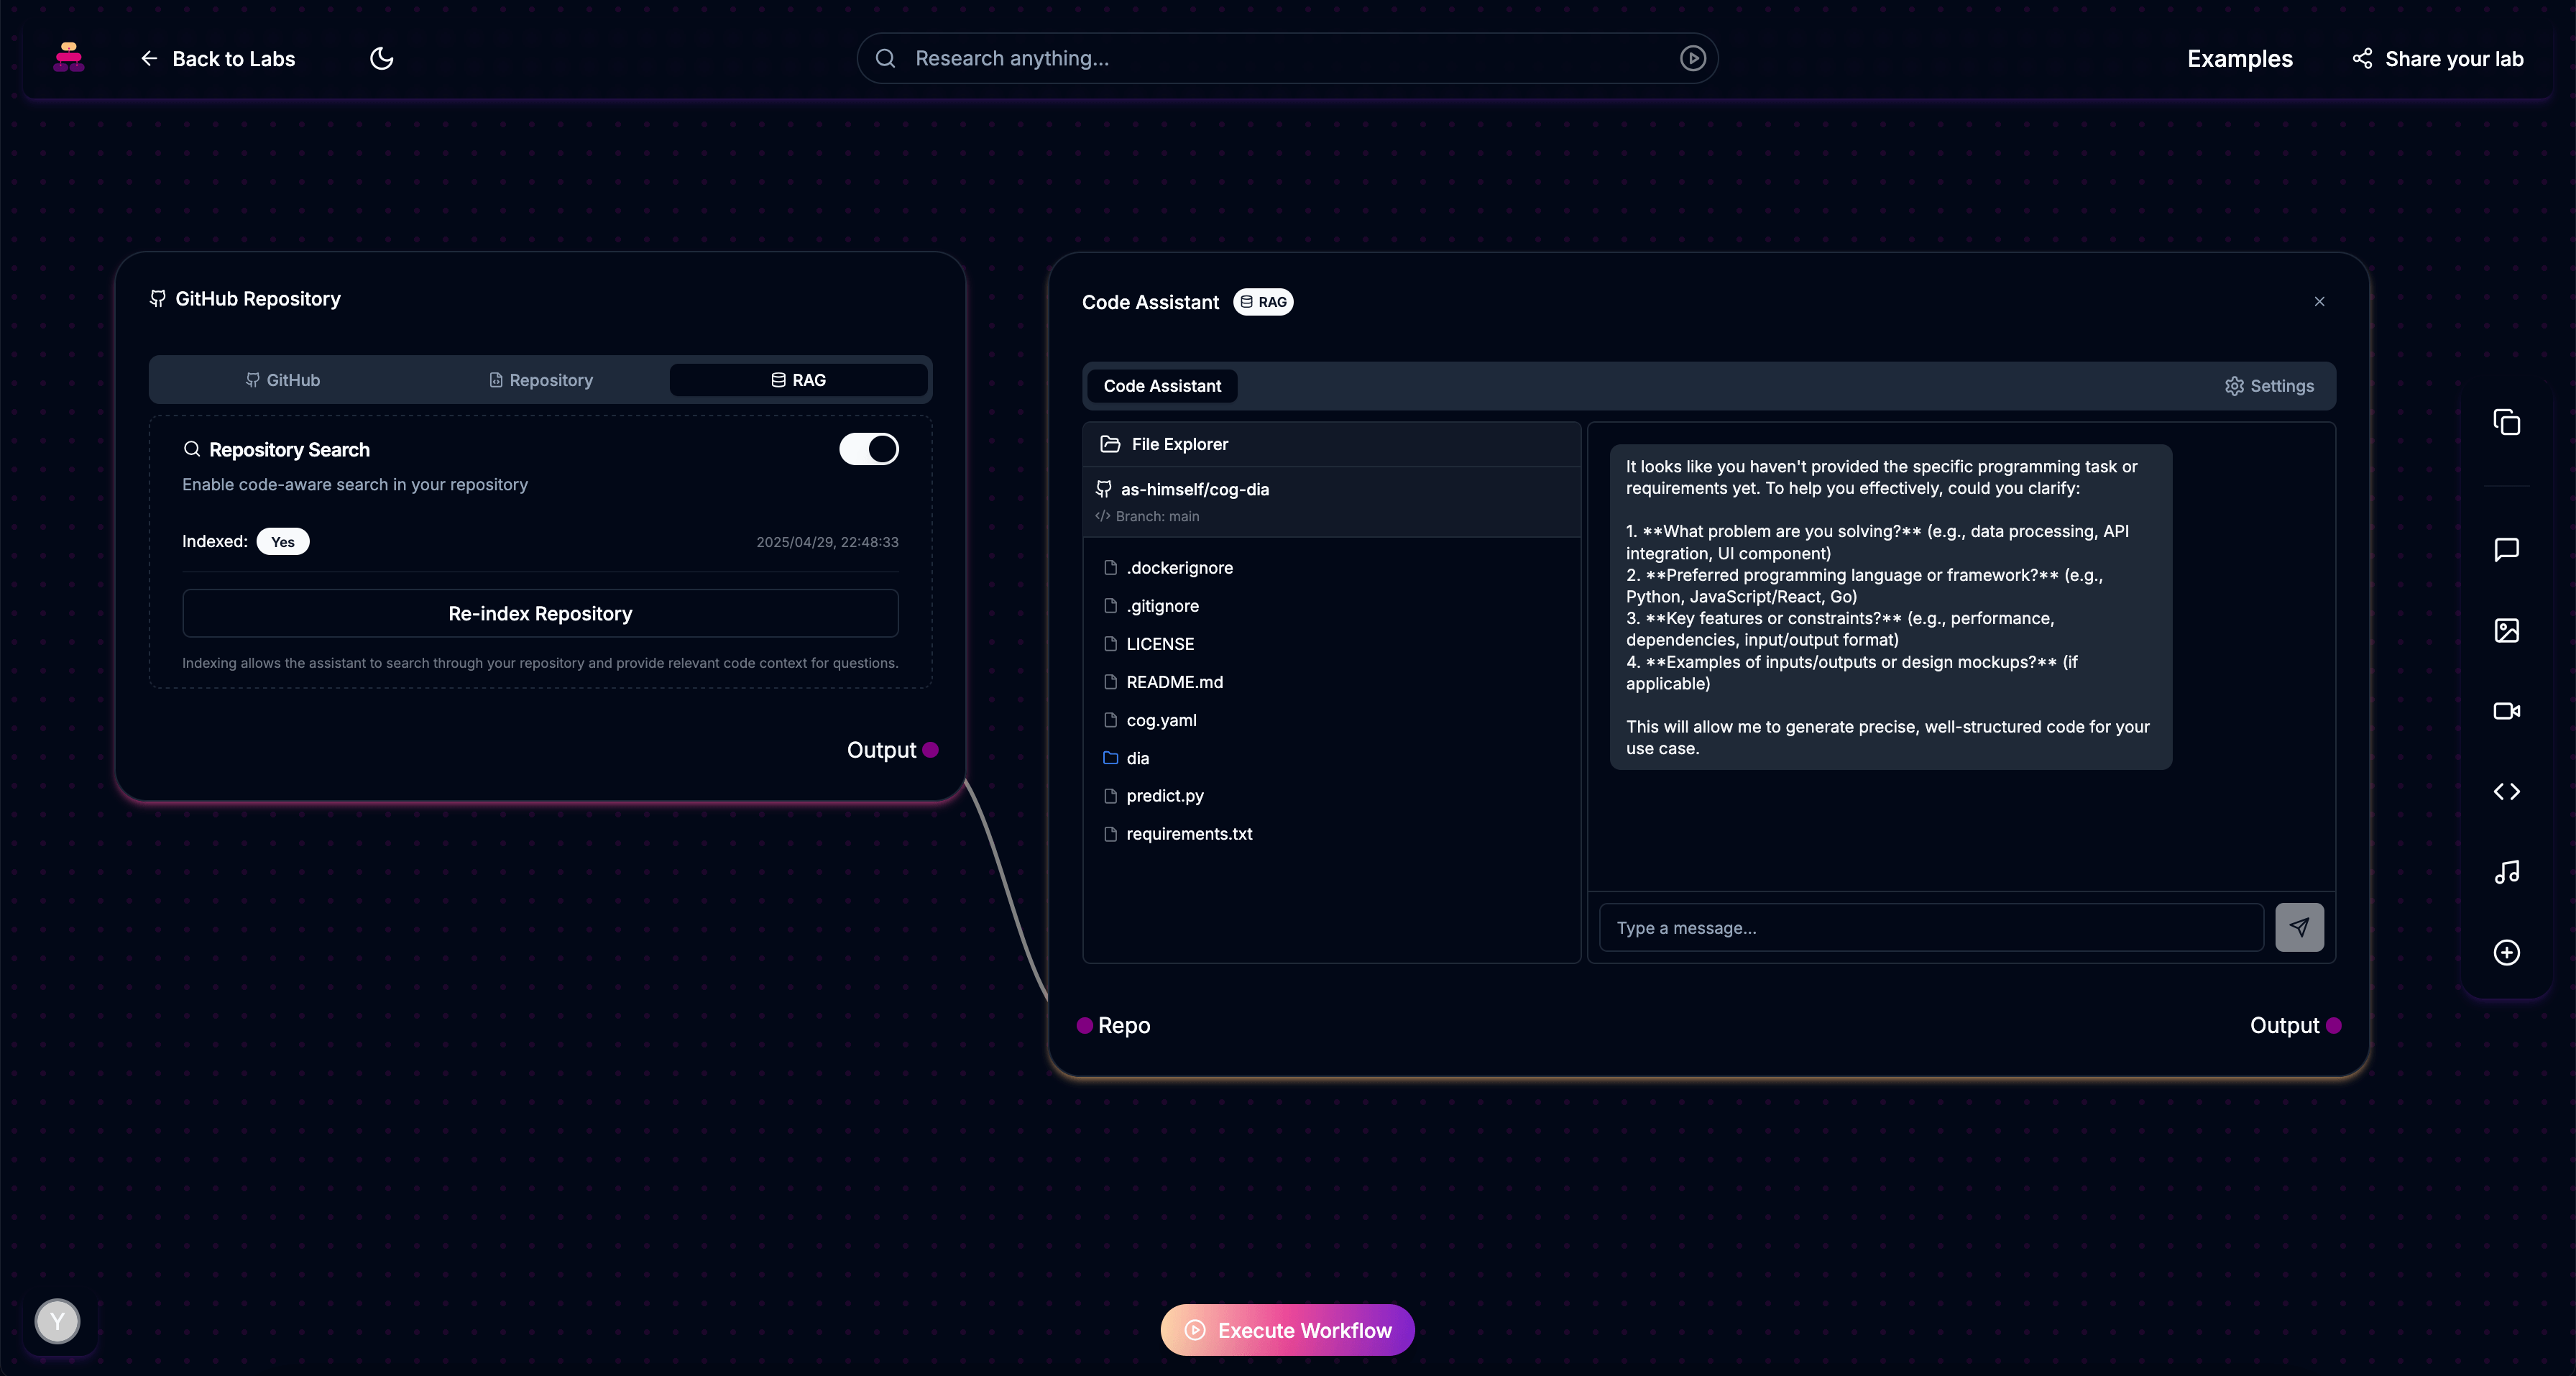 Back to Labs
Research anything...
Examples
Share your lab
GitHub Repository
GitHub
Repository
RAG
Repository Search
Enable code-aware search in your repository
Indexed: Yes
2025/04/29, 22:48:33
Re-index Repository
Indexing allows the assistant to search through your repository and provide relevant code context for questions.
Output
Code Assistant
RAG
Code Assistant
Settings
File Explorer
as-himself/cog-dia
Branch: main
.dockerignore
.gitignore
LICENSE
README.md
cog.yaml
dia
predict.py
requirements.txt
It looks like you haven't provided the specific programming task or
requirements yet. To help you effectively, could you clarify:
1. **What problem are you solving?** (e.g., data processing, API
integration, UI component)
2. **Preferred programming language or framework?** (e.g.,
Python, JavaScript/React, Go)
3. **Key features or constraints?** (e.g., performance,
dependencies, input/output format)
4. **Examples of inputs/outputs or design mockups?** (if
applicable)
This will allow me to generate precise, well-structured code for your
use case.
Type a message...
Repo
Output
Y
Execute Workflow